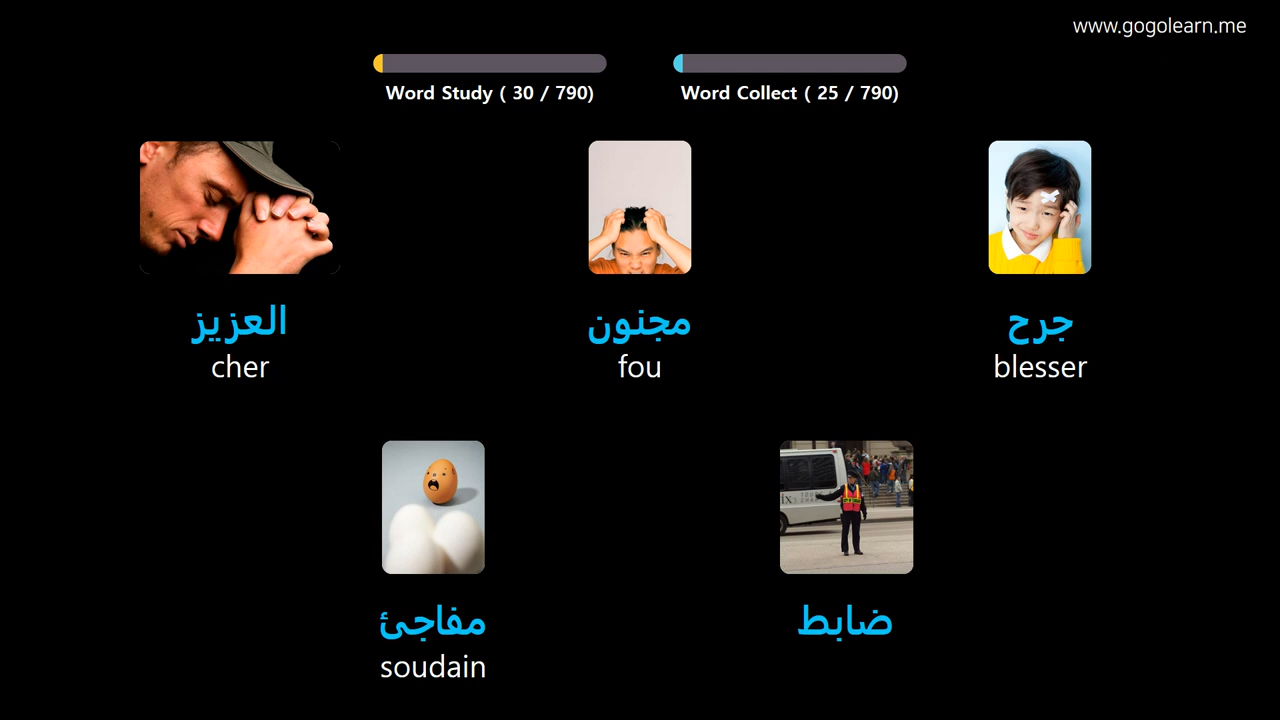 www.gogolearn.me
Word Study ( 30 / 790)
Word Collect ( 25 / 790)
العزيز
cher
مجنون
fou
جرح
blesser
مفاجئ
soudain
ضابط